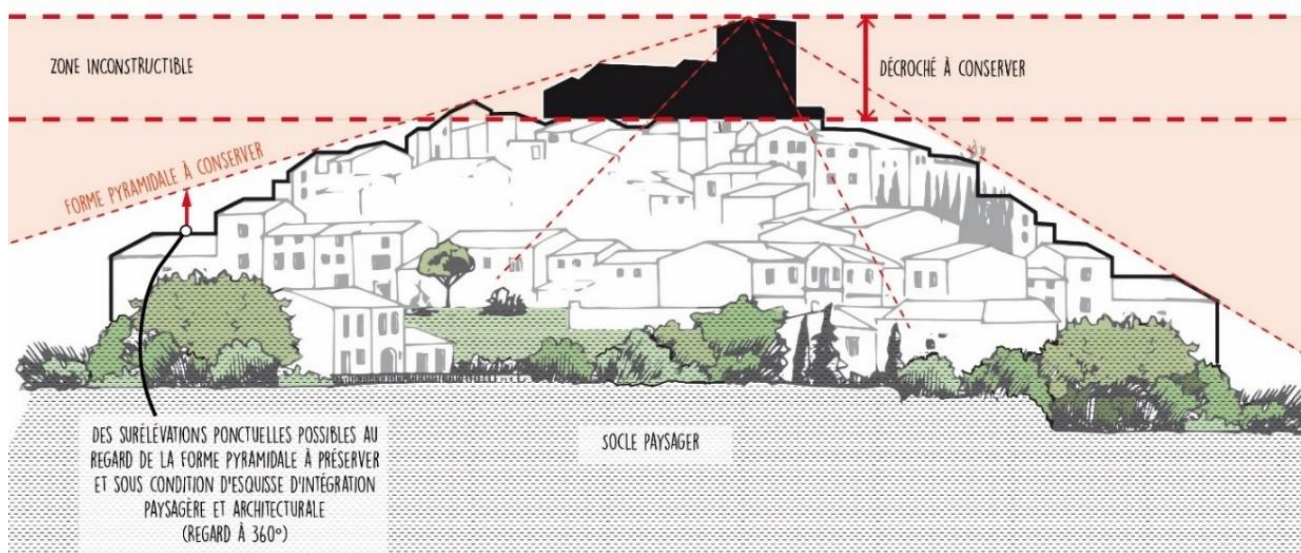 ZONE INCONSTRUCTIBLE
DÉCROCHÉ À CONSERVER
FORME PYRAMIDALE À CONSERVER
DES SURÉLÉVATIONS PONCTUELLES POSSIBLES AU
REGARD DE LA FORME PYRAMIDALE À PRÉSERVER
ET SOUS CONDITION D'ESQUISSE D'INTÉGRATION
PAYSAGÈRE ET ARCHITECTURALE
(REGARD À 360°)
SOCLE PAYSAGER